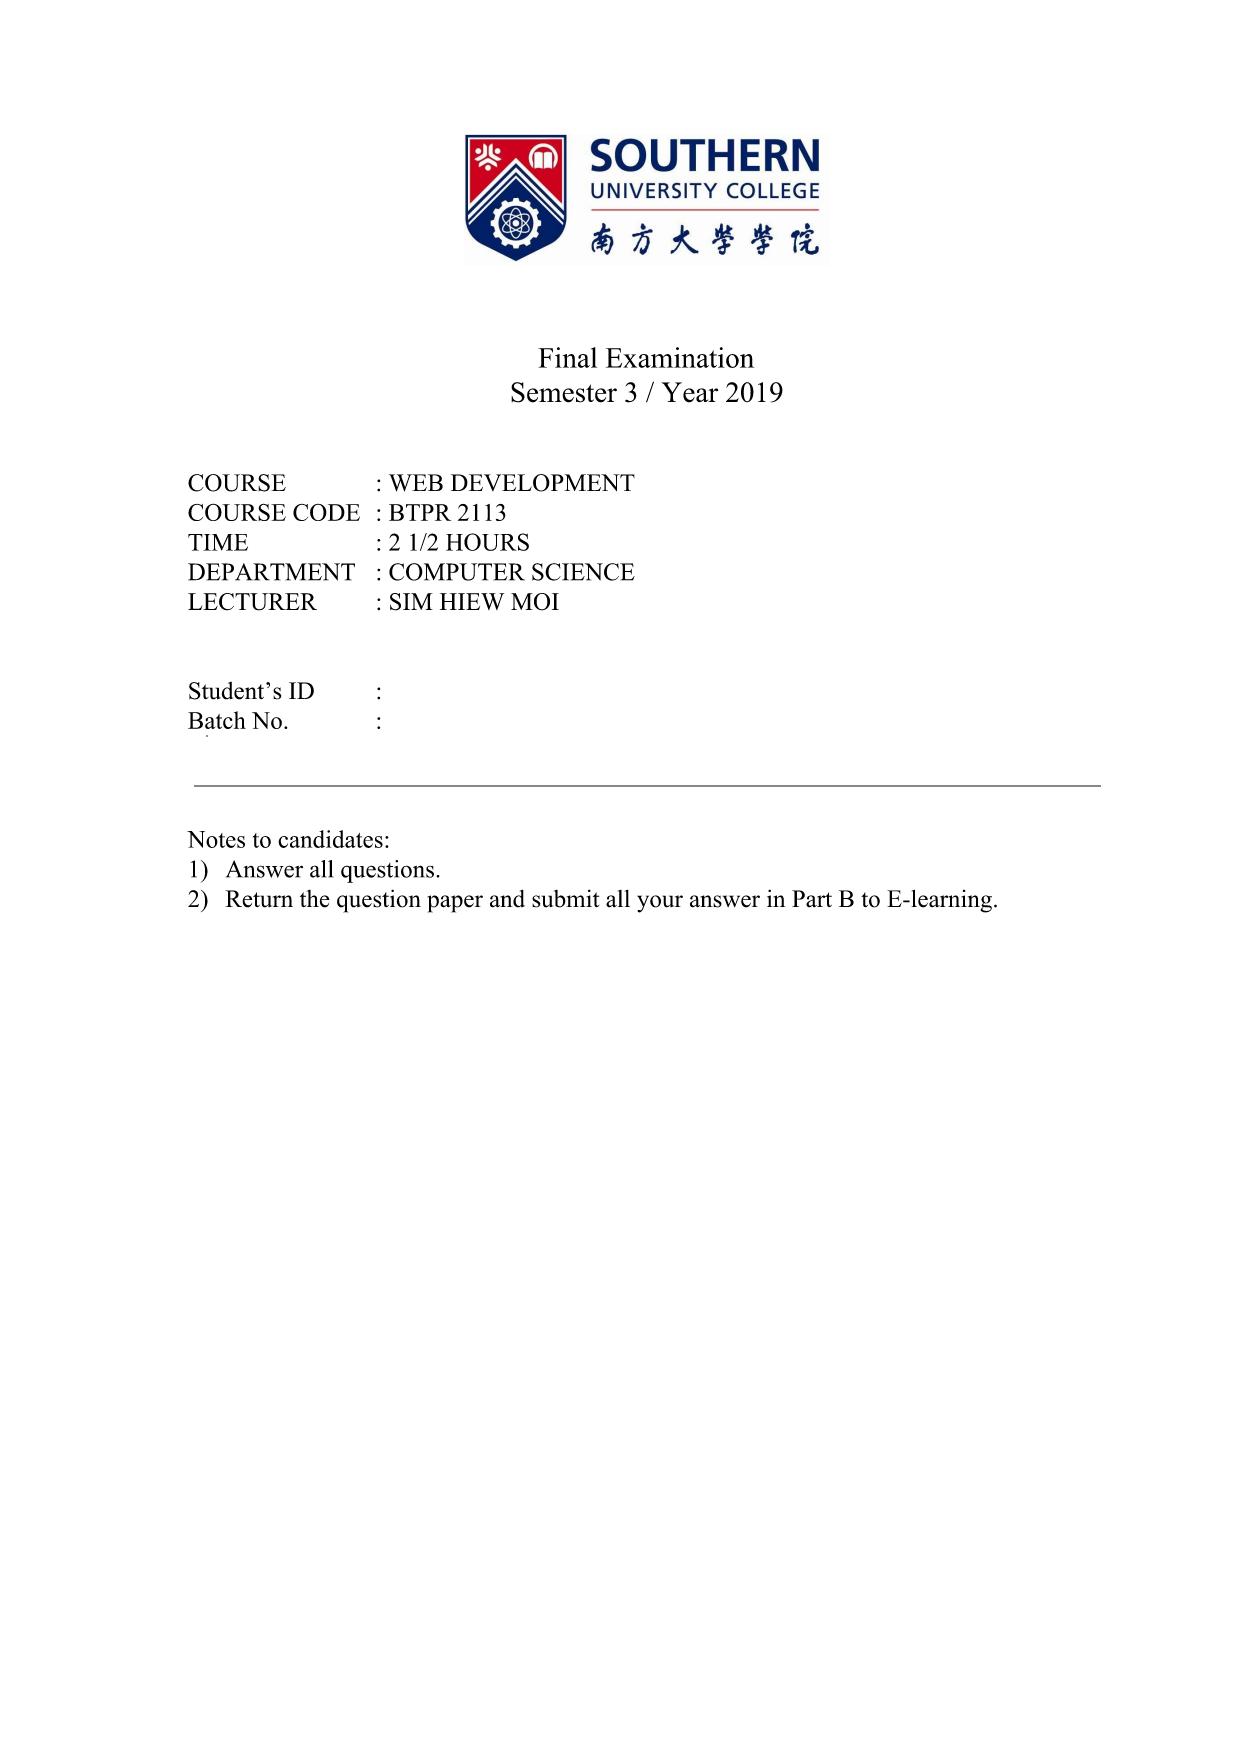 SOUTHERN
UNIVERSITY COLLEGE
南方大學學院
Final Examination
Semester 3 / Year 2019
COURSE : WEB DEVELOPMENT
COURSE CODE : BTPR 2113
TIME : 2 1/2 HOURS
DEPARTMENT : COMPUTER SCIENCE
LECTURER : SIM HIEW MOI
Student’s ID :
Batch No. :
Notes to candidates:
1) Answer all questions.
2) Return the question paper and submit all your answer in Part B to E-learning.